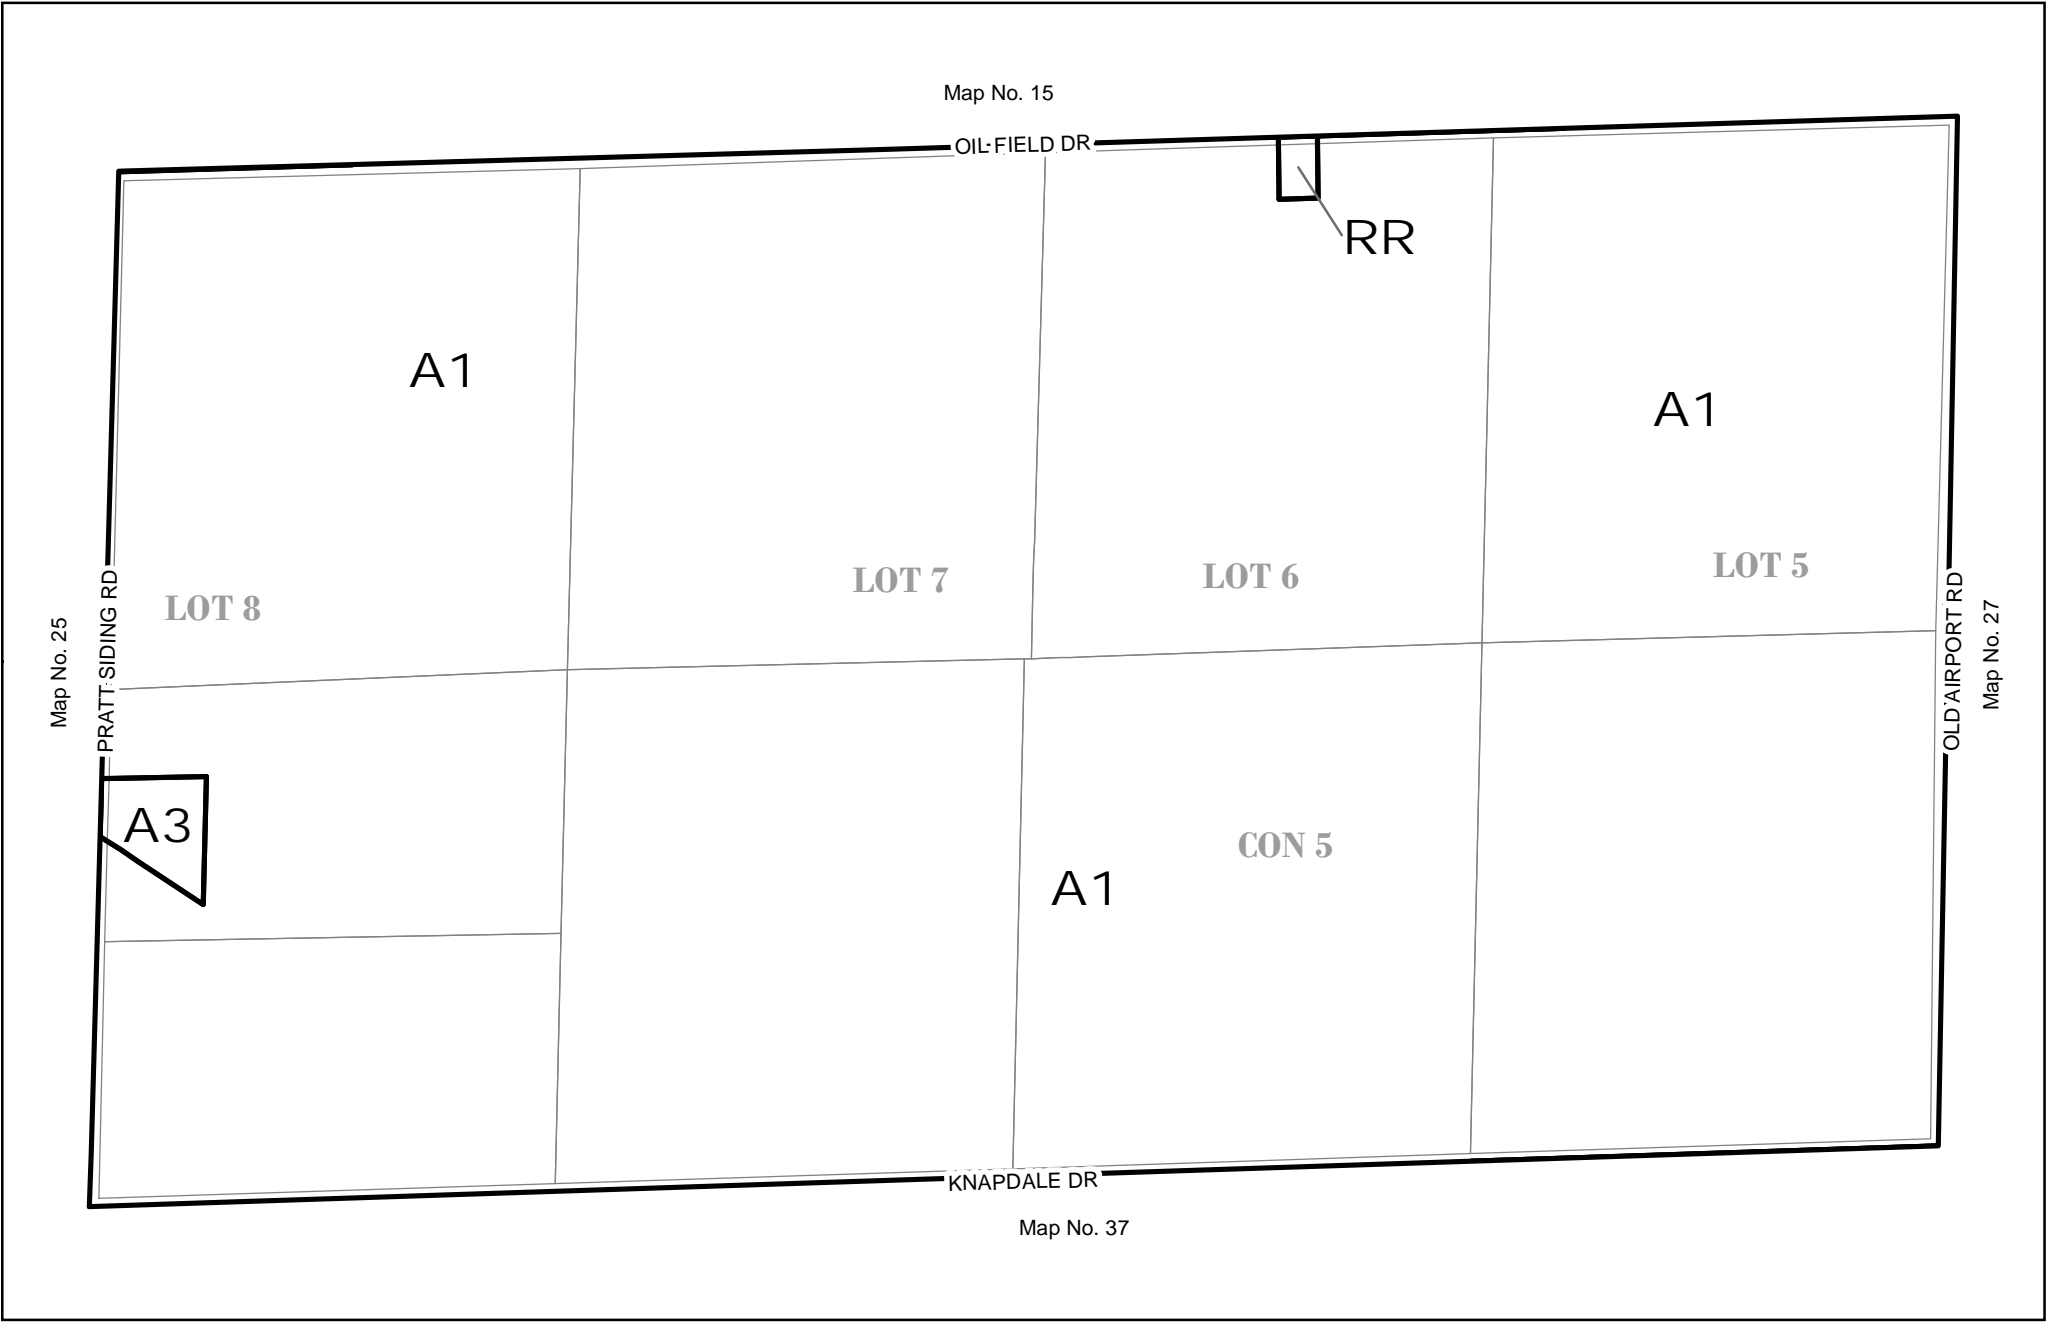 Map No. 15
OIL FIELD DR
RR
A1
A1
LOT 8
LOT 7
LOT 6
LOT 5
Map No. 25
PRATT SIDING RD
OLD AIRPORT RD
Map No. 27
A3
CON 5
A1
KNAPDALE DR
Map No. 37